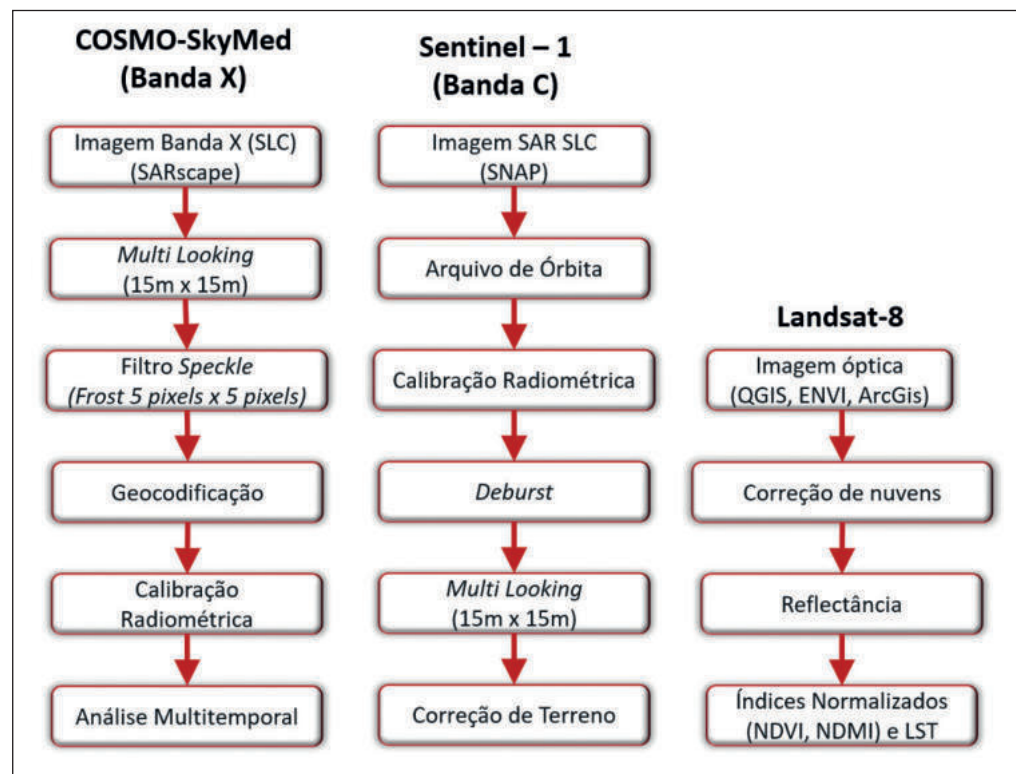 COSMO-SkyMed
(Banda X)
Imagem Banda X (SLC)
(SARscape)
Multi Looking
(15m x 15m)
Filtro Speckle
(Frost 5 pixels x 5 pixels)
Geocodificação
Calibração
Radiométrica
Análise Multitemporal
Sentinel – 1
(Banda C)
Imagem SAR SLC
(SNAP)
Arquivo de Órbita
Calibração Radiométrica
Deburst
Multi Looking
(15m x 15m)
Correção de Terreno
Landsat-8
Imagem óptica
(QGIS, ENVI, ArcGis)
Correção de nuvens
Reflectância
Índices Normalizados
(NDVI, NDMI) e LST